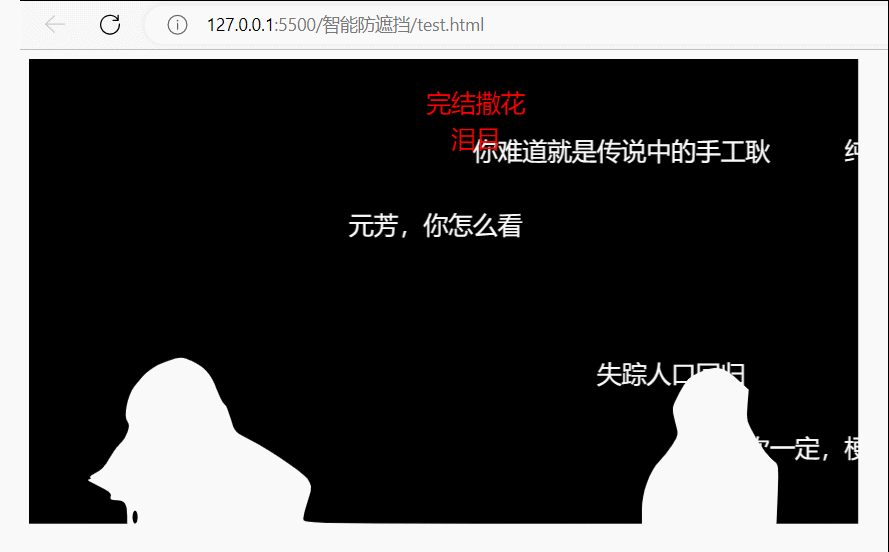 127.0.0.1:5500/智能防遮挡/test.html
完结撒花
泪目
你难道就是传说中的手工耿
元芳，你怎么看
失踪人口回归
一定，